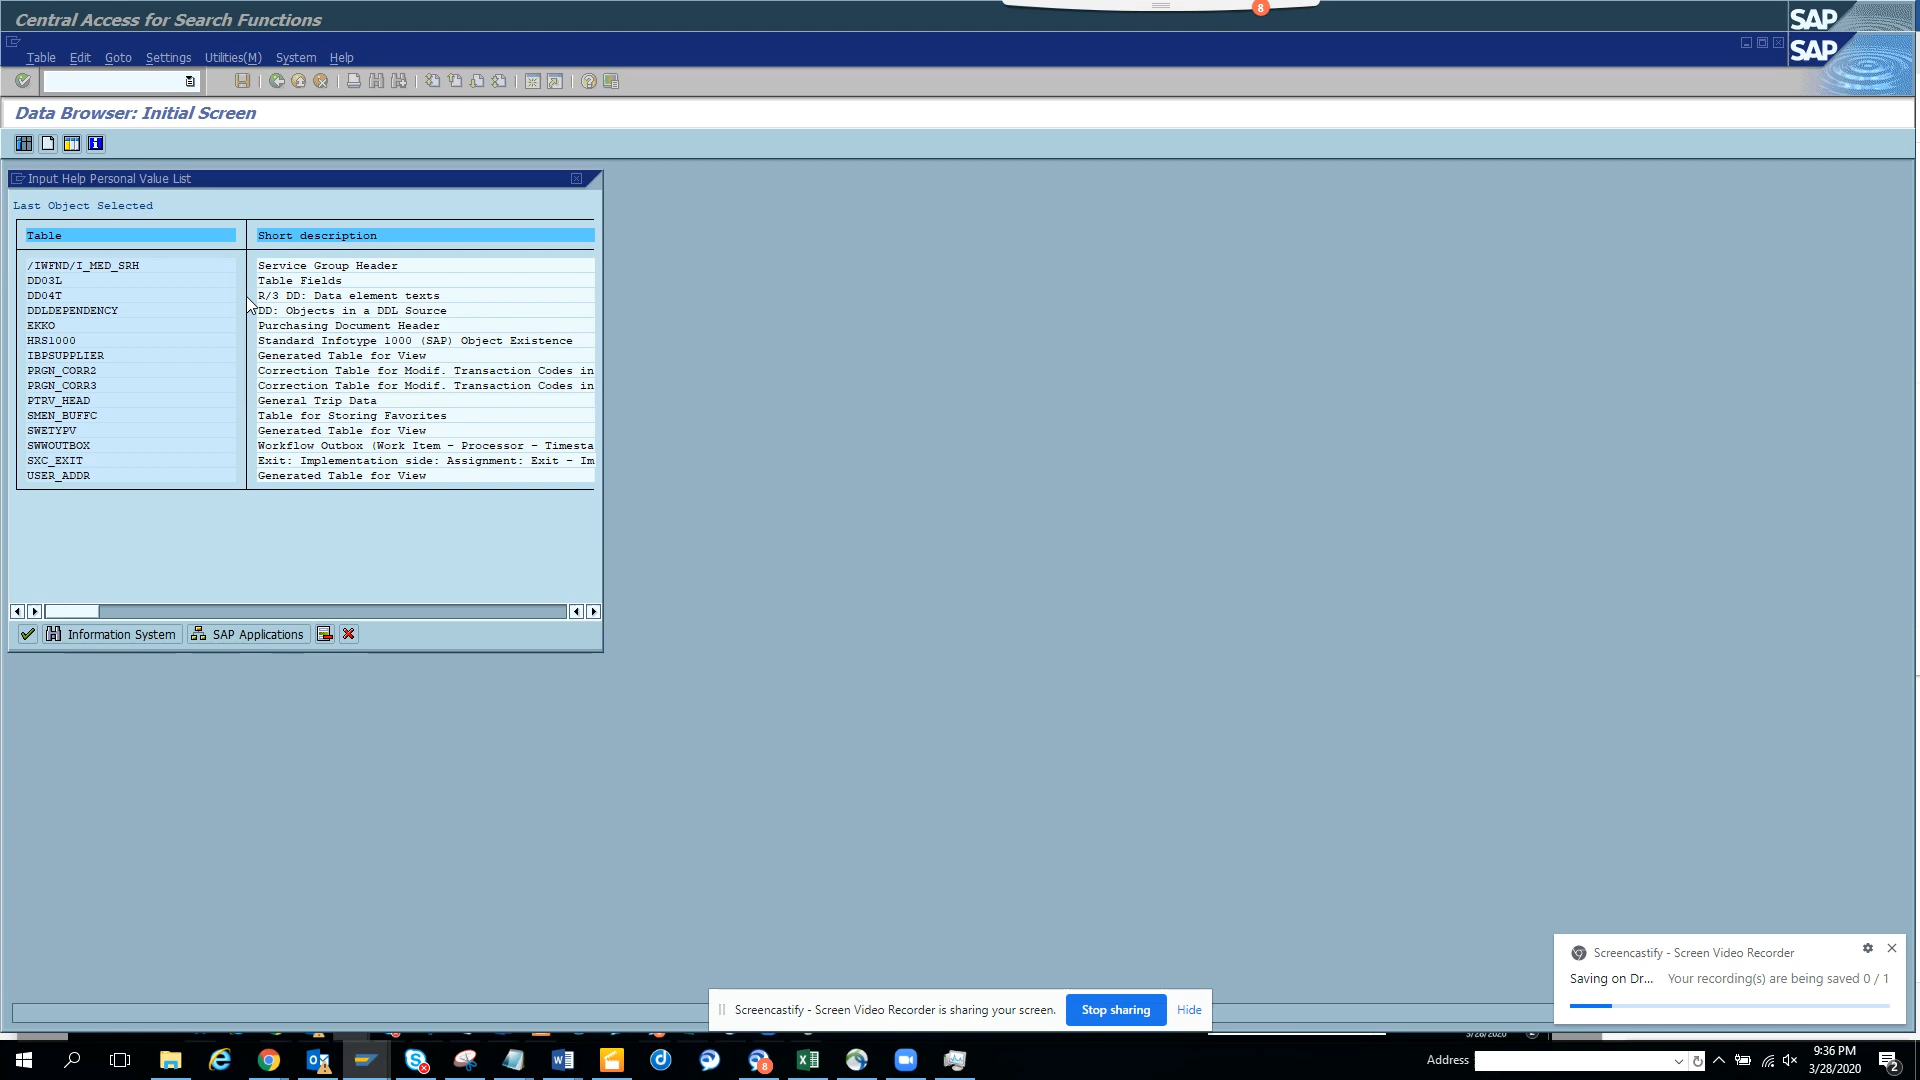 Central Access for Search Functions
8
SAP
Table Edit Goto Settings Utilities(M) System Help
SAP
Data Browser: Initial Screen
Input Help Personal Value List
Last Object Selected
Table Short description
/IWFND/I_MED_SRH Service Group Header
DD03L Table Fields
DD04T R/3 DD: Data element texts
DDLDEPENDENCY DD: Objects in a DDL Source
EKKO Purchasing Document Header
HRS1000 Standard Infotype 1000 (SAP) Object Existence
IBPSUPPLIER Generated Table for View
PRGN_CORR2 Correction Table for Modif. Transaction Codes in
PRGN_CORR3 Correction Table for Modif. Transaction Codes in
PTRV_HEAD General Trip Data
SMEN_BUFFC Table for Storing Favorites
SWETYPV Generated Table for View
SWWOUTBOX Workflow Outbox (Work Item - Processor - Timesta
SXC_EXIT Exit: Implementation side: Assignment: Exit - Im
USER_ADDR Generated Table for View
Information System SAP Applications
Screencastify - Screen Video Recorder
Saving on Dr... Your recording(s) are being saved 0 / 1
Screencastify - Screen Video Recorder is sharing your screen. Stop sharing Hide
3/28/2020
8
Address
9:36 PM
3/28/2020
2